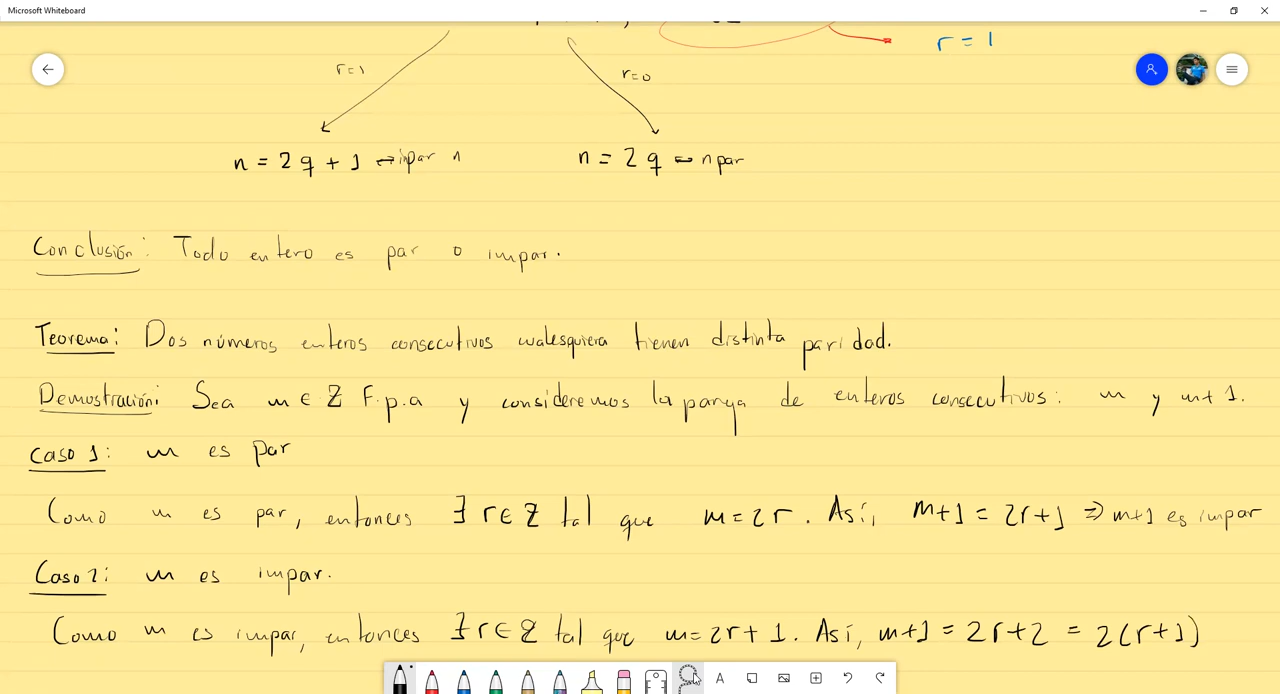 Microsoft Whiteboard
r = 1
r=1
r=0
n = 2q + 1 ↔ impar n
n = 2q ↔ n par
Conclusión: Todo entero es par o impar.
Teorema: Dos números enteros consecutivos cualesquiera tienen distinta paridad.
Demostración: Sea m ∈ Z F.p.a y consideremos la pareja de enteros consecutivos: m y m+1.
Caso 1: m es par
Como m es par, entonces ∃ r ∈ Z tal que m = 2r. Así, m+1 = 2r+1 ⇒ m+1 es impar
Caso 2: m es impar.
Como m es impar, entonces ∃ r ∈ Z tal que m = 2r + 1. Así, m+1 = 2r+2 = 2(r+1)
A